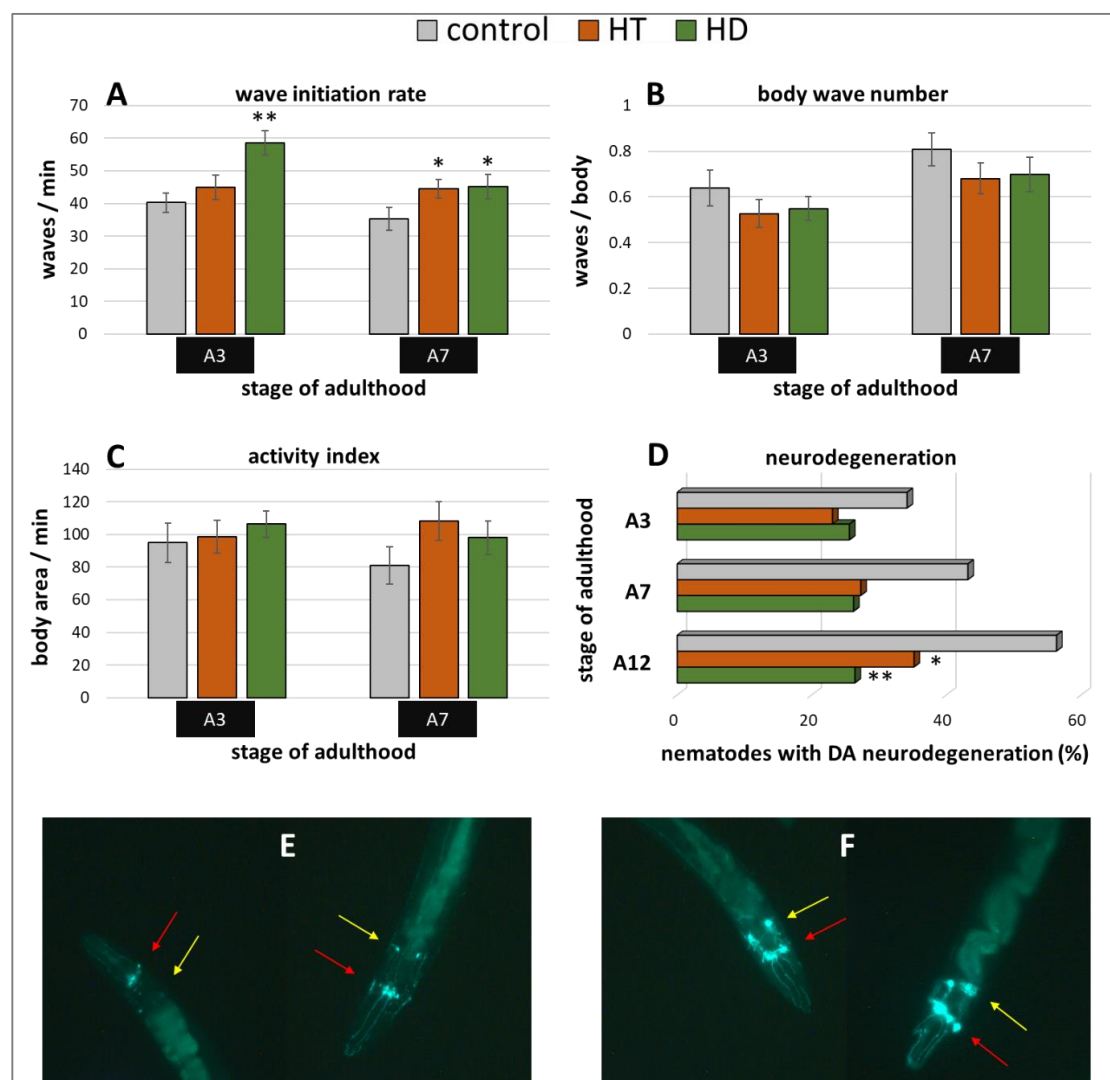 control HT HD
A wave initiation rate
70
60
50
40
30
20
10
0
waves / min
**
*
*
A3
A7
stage of adulthood
B body wave number
1
0.8
0.6
0.4
0.2
0
waves / body
A3
A7
stage of adulthood
C activity index
140
120
100
80
60
40
20
0
body area / min
A3
A7
stage of adulthood
D neurodegeneration
stage of adulthood
A3
A7
A12
*
**
0 20 40 60
nematodes with DA neurodegeneration (%)
E
F